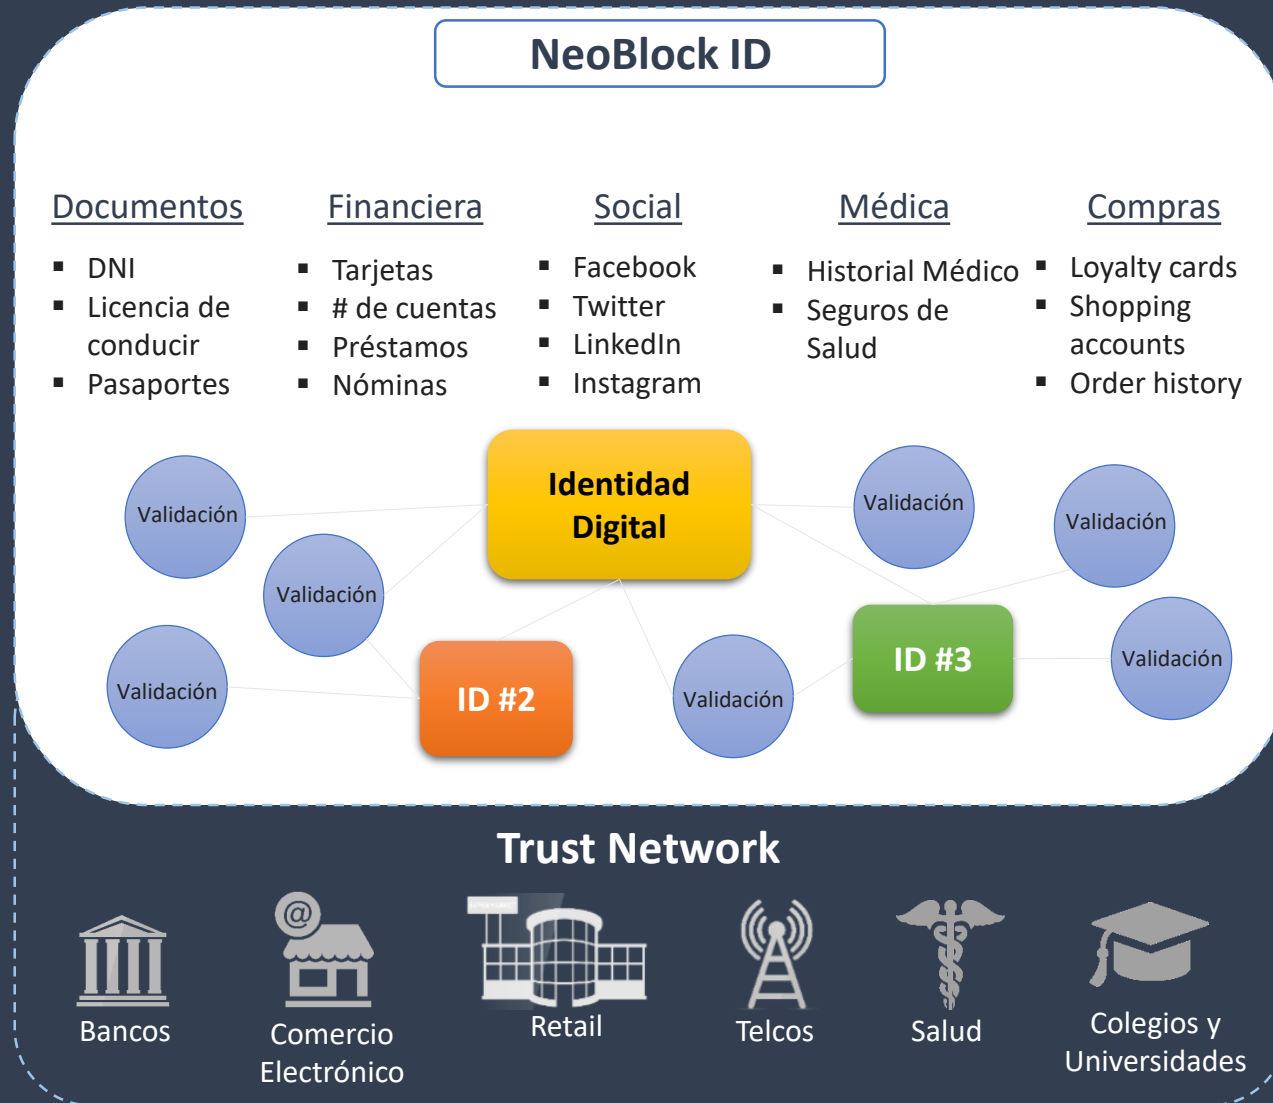 NeoBlock ID
Documentos
▪ DNI
▪ Licencia de
conducir
▪ Pasaportes
Financiera
▪ Tarjetas
▪ # de cuentas
▪ Préstamos
▪ Nóminas
Social
▪ Facebook
▪ Twitter
▪ LinkedIn
▪ Instagram
Médica
▪ Historial Médico
▪ Seguros de
Salud
Compras
▪ Loyalty cards
▪ Shopping
accounts
▪ Order history
Identidad
Digital
Validación
Validación
Validación
Validación
Validación
Validación
Validación
ID #2
ID #3
Trust Network
@
Bancos
Comercio
Electrónico
Retail
Telcos
Salud
Colegios y
Universidades